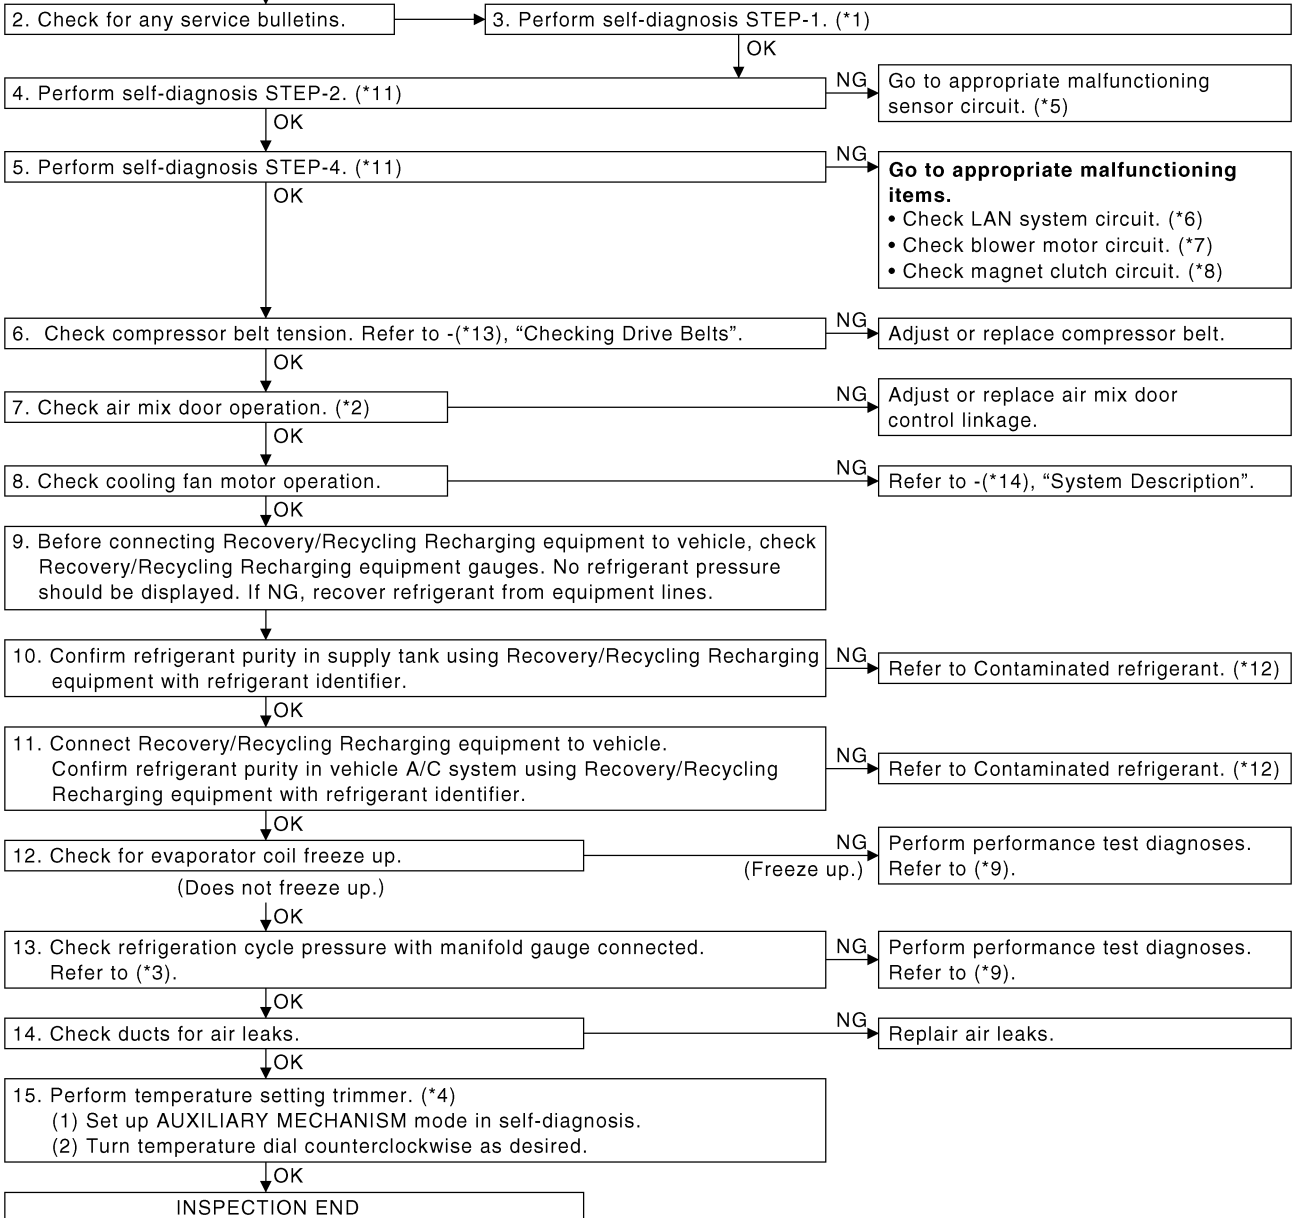 2. Check for any service bulletins.
3. Perform self-diagnosis STEP-1. (*1)
OK
4. Perform self-diagnosis STEP-2. (*11)
NG
Go to appropriate malfunctioning
sensor circuit. (*5)
OK
5. Perform self-diagnosis STEP-4. (*11)
NG
Go to appropriate malfunctioning
items.
• Check LAN system circuit. (*6)
• Check blower motor circuit. (*7)
• Check magnet clutch circuit. (*8)
OK
6. Check compressor belt tension. Refer to -(*13), “Checking Drive Belts”.
NG
Adjust or replace compressor belt.
OK
7. Check air mix door operation. (*2)
NG
Adjust or replace air mix door
control linkage.
OK
8. Check cooling fan motor operation.
NG
Refer to -(*14), “System Description”.
OK
9. Before connecting Recovery/Recycling Recharging equipment to vehicle, check
Recovery/Recycling Recharging equipment gauges. No refrigerant pressure
should be displayed. If NG, recover refrigerant from equipment lines.
10. Confirm refrigerant purity in supply tank using Recovery/Recycling Recharging
equipment with refrigerant identifier.
NG
Refer to Contaminated refrigerant. (*12)
OK
11. Connect Recovery/Recycling Recharging equipment to vehicle.
Confirm refrigerant purity in vehicle A/C system using Recovery/Recycling
Recharging equipment with refrigerant identifier.
NG
Refer to Contaminated refrigerant. (*12)
OK
12. Check for evaporator coil freeze up.
NG
(Freeze up.)
Perform performance test diagnoses.
Refer to (*9).
(Does not freeze up.)
OK
13. Check refrigeration cycle pressure with manifold gauge connected.
Refer to (*3).
NG
Perform performance test diagnoses.
Refer to (*9).
OK
14. Check ducts for air leaks.
NG
Replair air leaks.
OK
15. Perform temperature setting trimmer. (*4)
(1) Set up AUXILIARY MECHANISM mode in self-diagnosis.
(2) Turn temperature dial counterclockwise as desired.
OK
INSPECTION END